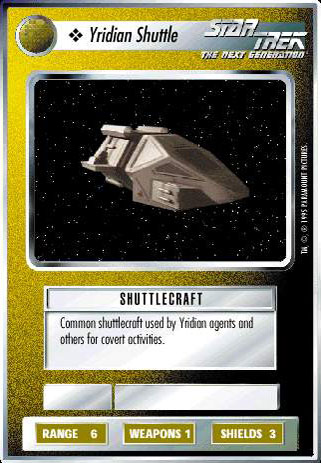 ❖ Yridian Shuttle
STAR TREK
THE NEXT GENERATION
TM © ® 1995 PARAMOUNT PICTURES
SHUTTLECRAFT
Common shuttlecraft used by Yridian agents and
others for covert activities.
RANGE 6
WEAPONS 1
SHIELDS 3